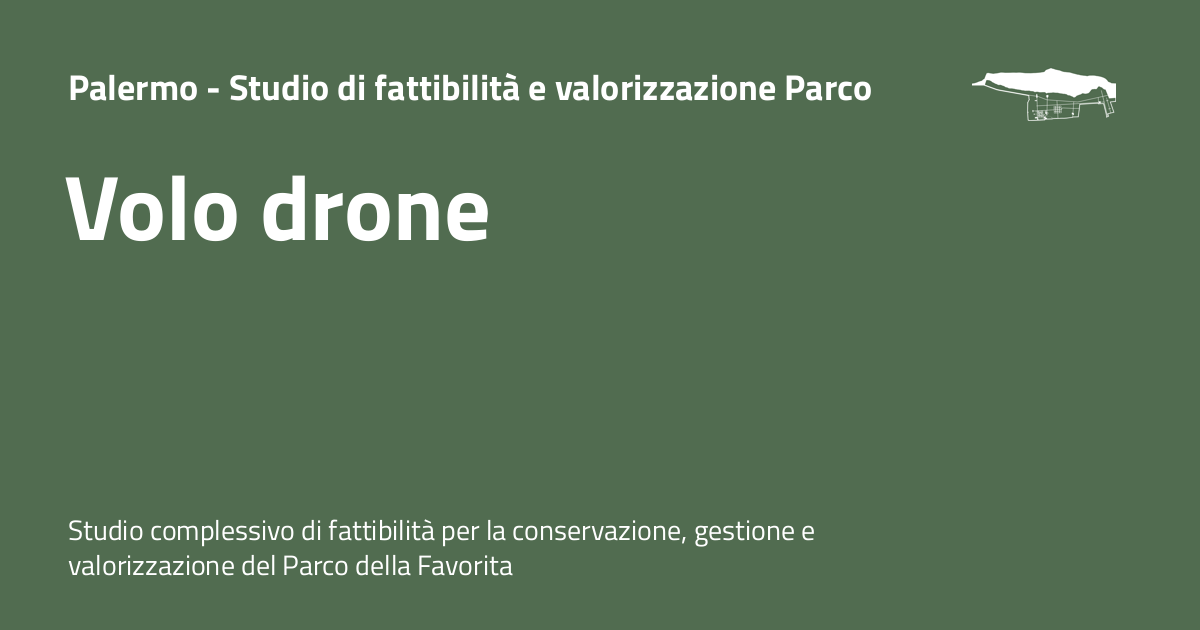 Palermo - Studio di fattibilità e valorizzazione Parco
Volo drone
Studio complessivo di fattibilità per la conservazione, gestione e
valorizzazione del Parco della Favorita